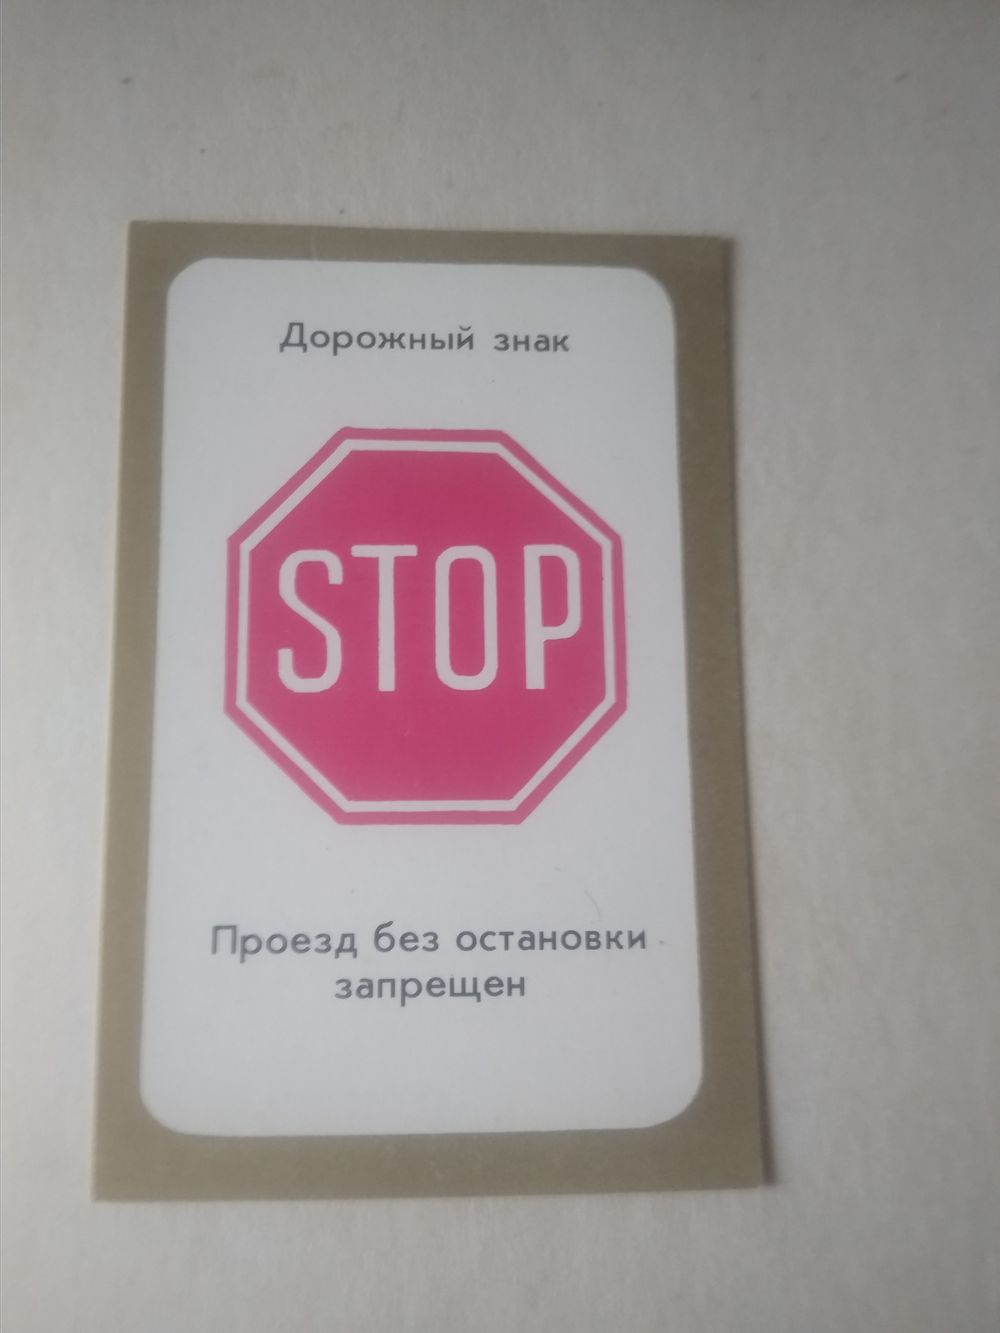 Дорожный знак
STOP
Проезд без остановки
запрещен